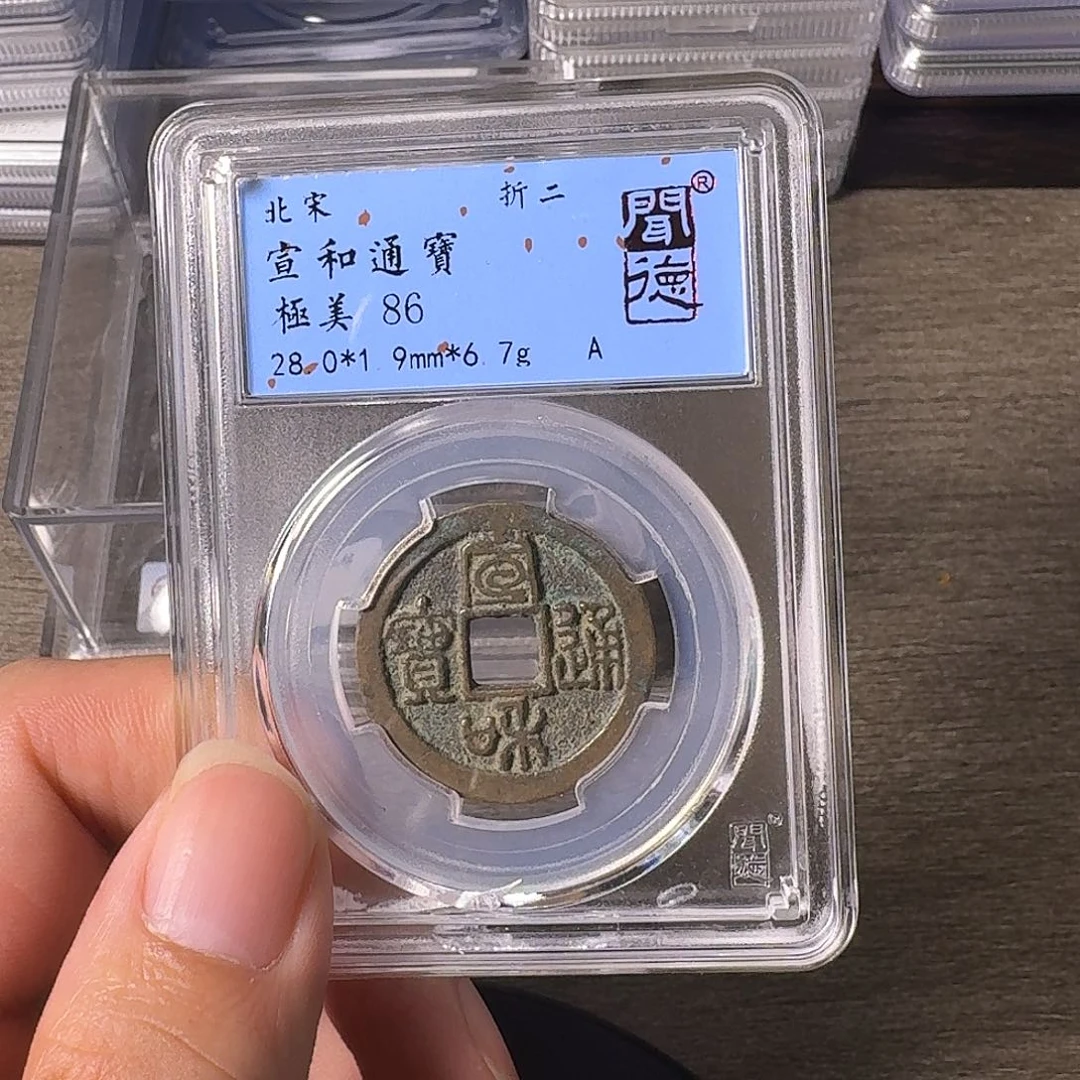 北宋 折二
宣和通寶
極美 86
28.0*1.9mm*6.7g A
聞德®
宣和通寶
聞德